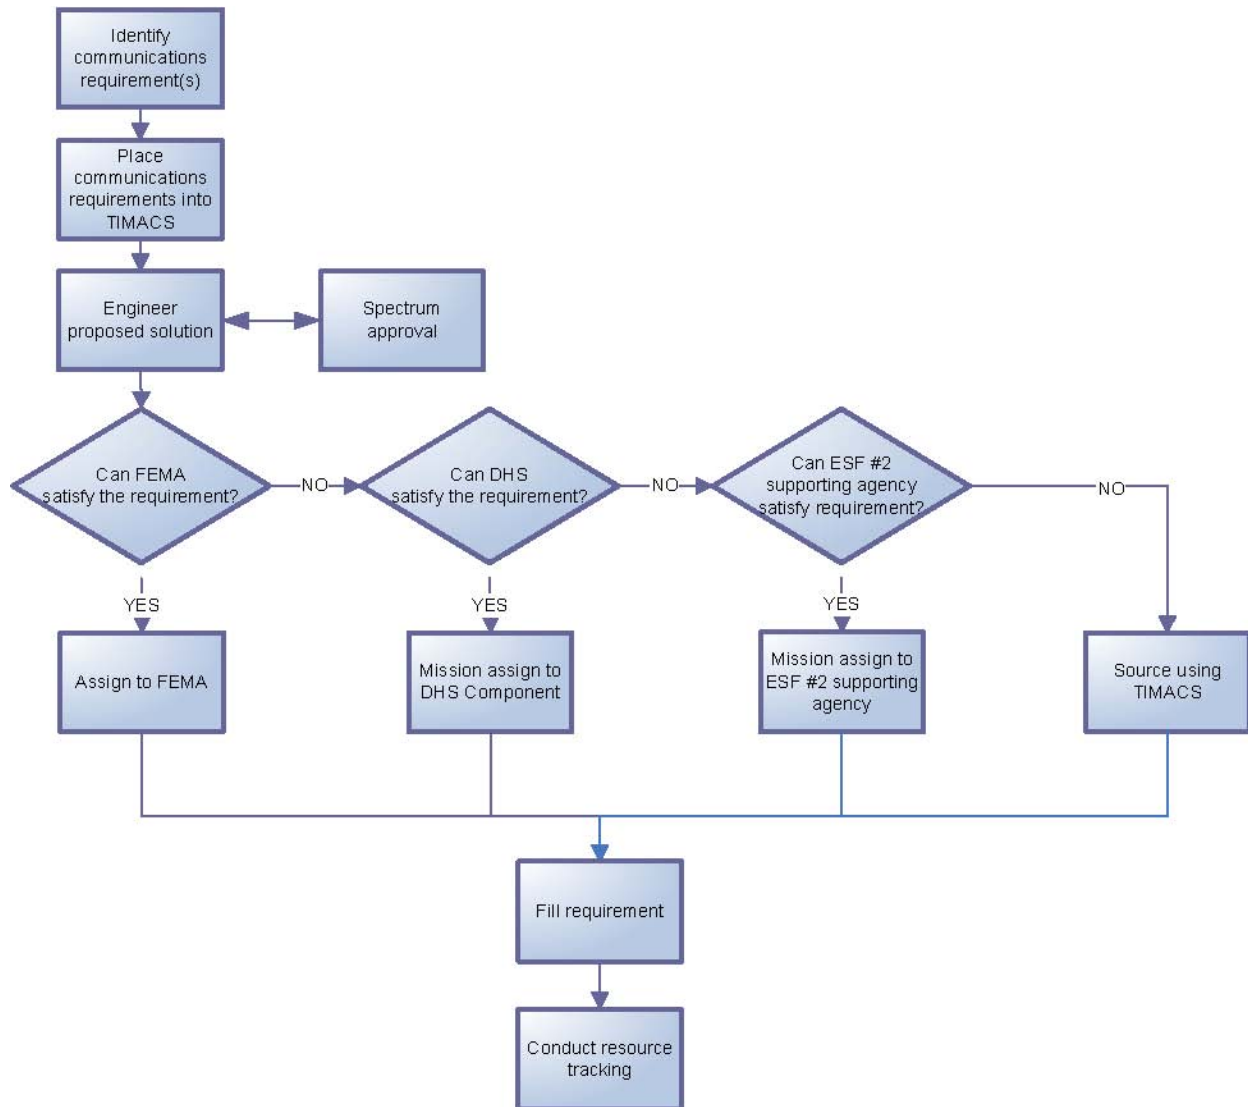 Identify
communications
requirement(s)
Place
communications
requirements into
TIMACS
Engineer
proposed solution
Spectrum
approval
Can FEMA
satisfy the requirement?
NO
Can DHS
satisfy the requirement?
NO
Can ESF #2
supporting agency
satisfy requirement?
NO
YES
YES
YES
Assign to FEMA
Mission assign to
DHS Component
Mission assign to
ESF #2 supporting
agency
Source using
TIMACS
Fill requirement
Conduct resource
tracking